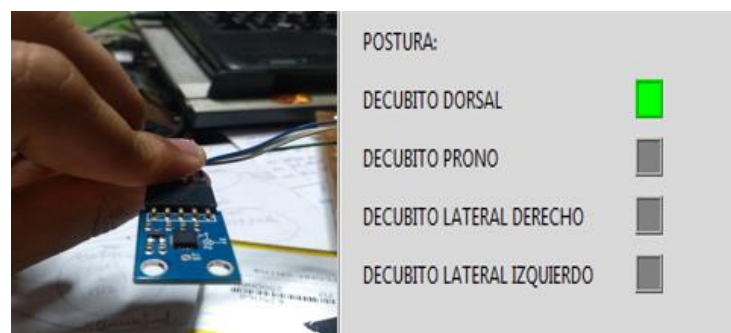 POSTURA:
DECUBITO DORSAL
DECUBITO PRONO
DECUBITO LATERAL DERECHO
DECUBITO LATERAL IZQUIERDO